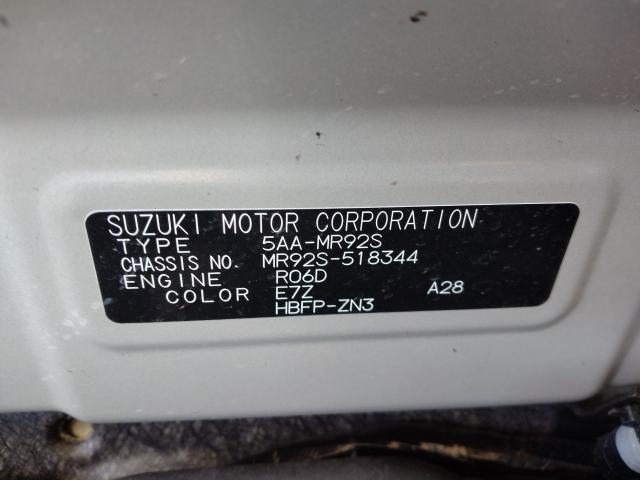 SUZUKI MOTOR CORPORATION
TYPE 5AA-MR92S
CHASSIS NO. MR92S-518344
ENGINE R06D
COLOR E7Z A28
HBFP-ZN3